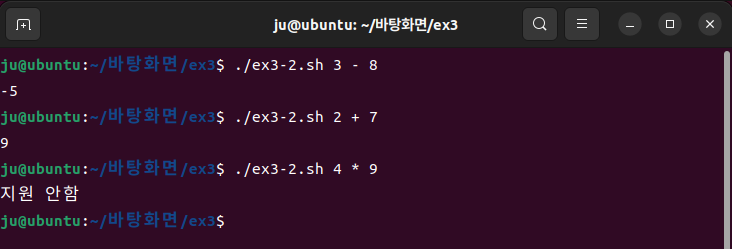 ju@ubuntu: ~/바탕화면/ex3
ju@ubuntu:~/바탕화면/ex3$ ./ex3-2.sh 3 - 8
-5
ju@ubuntu:~/바탕화면/ex3$ ./ex3-2.sh 2 + 7
9
ju@ubuntu:~/바탕화면/ex3$ ./ex3-2.sh 4 * 9
지원 안함
ju@ubuntu:~/바탕화면/ex3$